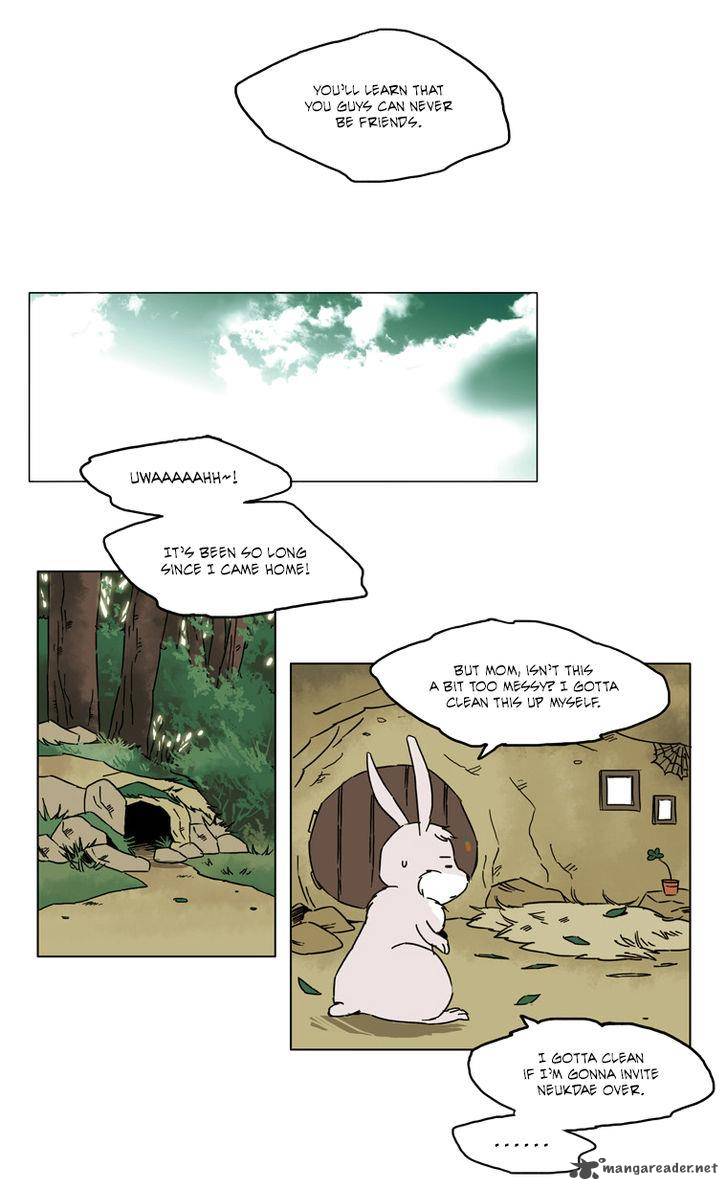 YOU'LL LEARN THAT
YOU GUYS CAN NEVER
BE FRIENDS.
UWAAAAAHH~!
IT'S BEEN SO LONG
SINCE I CAME HOME!
BUT MOM, ISN'T THIS
A BIT TOO MESSY? I GOTTA
CLEAN THIS UP MYSELF.
I GOTTA CLEAN
IF I'M GONNA INVITE
NEUKDAE OVER.
......
mangareader.net